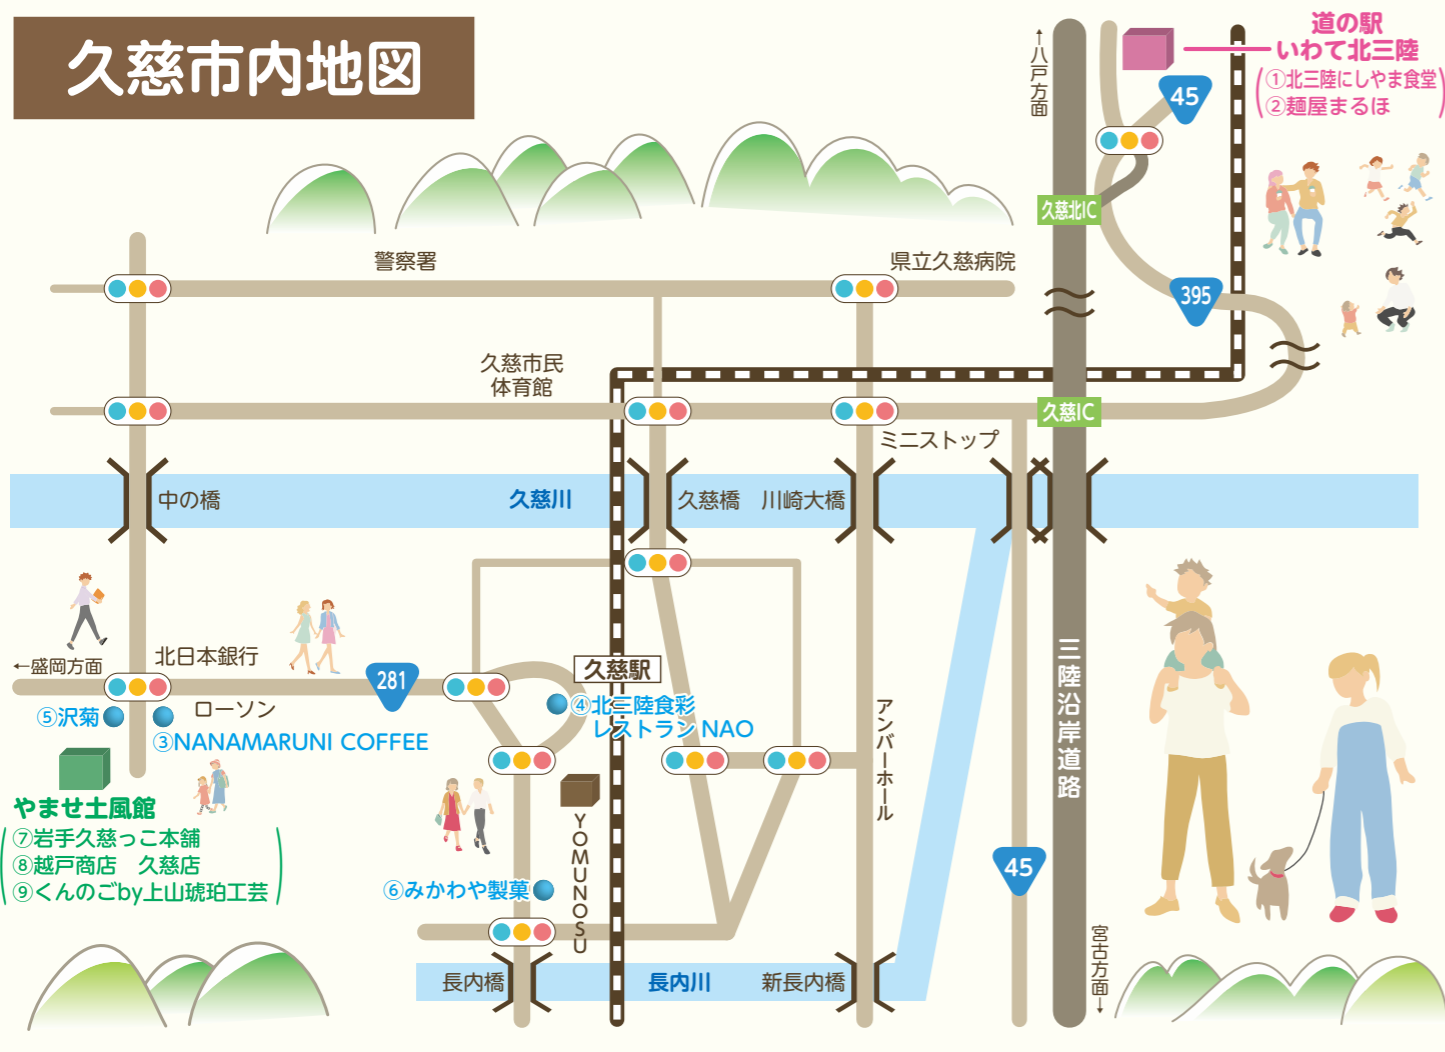 久慈市内地図
道の駅
いわて北三陸
①北三陸にしやま食堂
②麺屋まるほ
↑八戸方面
45
久慈北IC
警察署
県立久慈病院
395
久慈市民
体育館
久慈IC
ミニストップ
中の橋
久慈川
久慈橋
川崎大橋
←盛岡方面
北日本銀行
281
久慈駅
三陸沿岸道路
⑤沢菊
ローソン
③NANAMARUNI COFFEE
④北三陸食彩
レストラン NAO
アンバーホール
やませ土風館
⑦岩手久慈っこ本舗
⑧越戸商店　久慈店
⑨くんのごby上山琥珀工芸
YOMUNOSU
⑥みかわや製菓
45
長内橋
長内川
新長内橋
宮古方面→